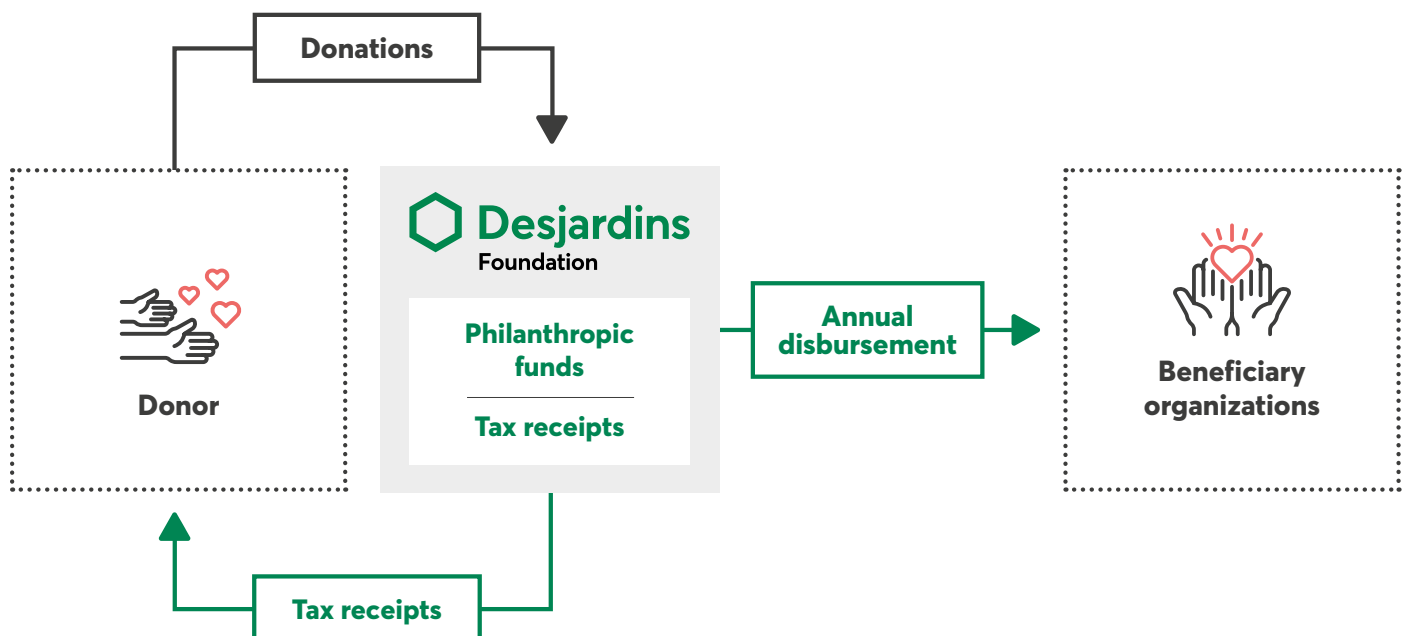 Donations
Desjardins
Foundation
Philanthropic
funds
Tax receipts
Donor
Annual
disbursement
Beneficiary
organizations
Tax receipts